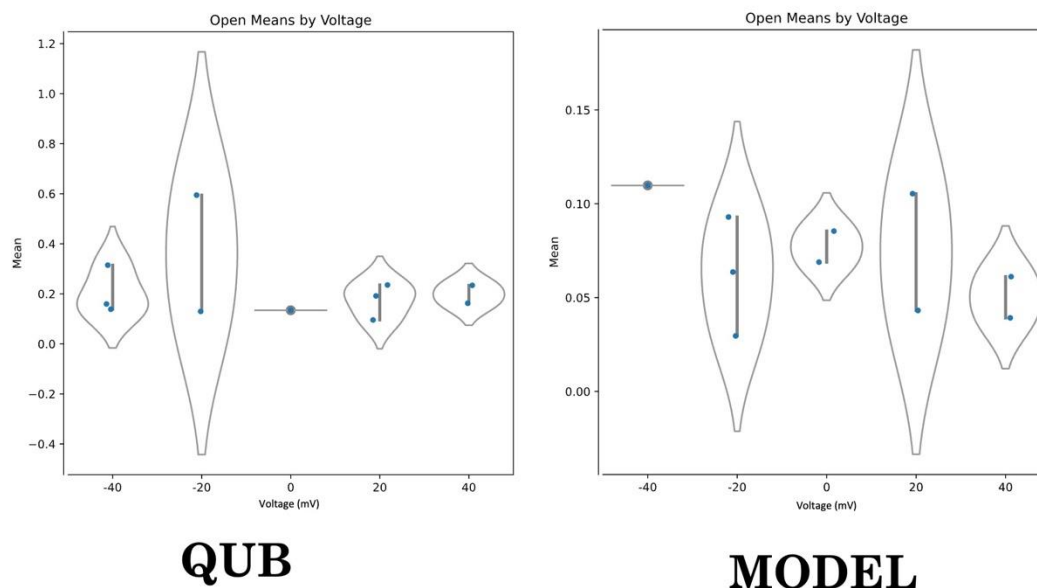 Open Means by Voltage
1.2
1.0
0.8
0.6
0.4
0.2
0.0
−0.2
−0.4
Mean
-40 -20 0 20 40
Voltage (mV)
QUB
Open Means by Voltage
0.15
0.10
0.05
0.00
Mean
-40 -20 0 20 40
Voltage (mV)
MODEL